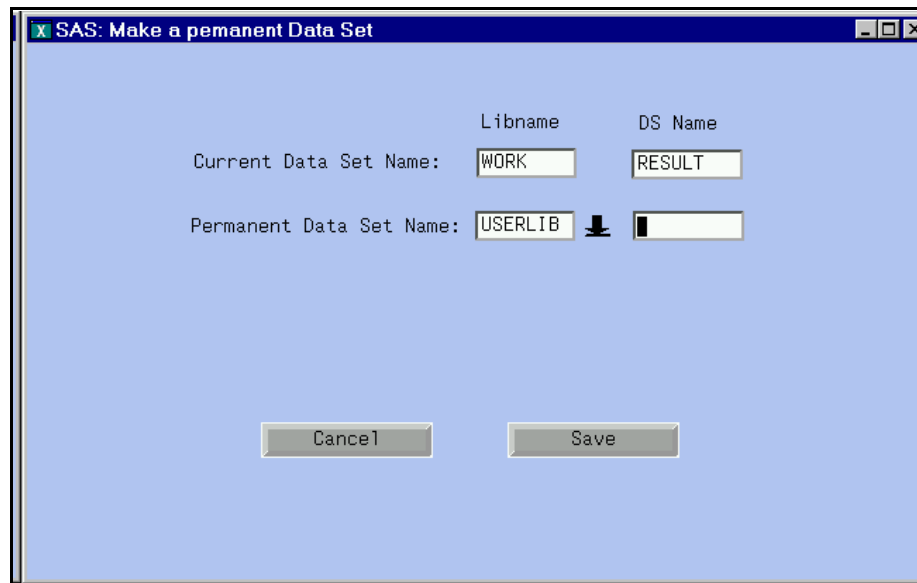 X SAS: Make a pemanent Data Set
Libname DS Name
Current Data Set Name: WORK RESULT
Permanent Data Set Name: USERLIB
Cancel Save